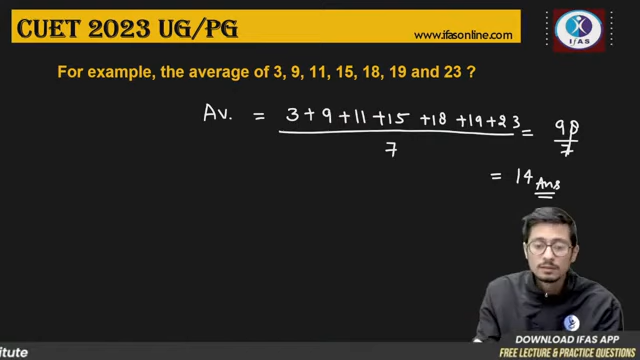 CUET 2023 UG/PG
www.ifasonline.com
IFAS
For example, the average of 3, 9, 11, 15, 18, 19 and 23 ?
Av. = 3 + 9 + 11 + 15 + 18 + 19 + 23 = 98
7 7
= 14 Ans
DOWNLOAD IFAS APP
titute
FREE LECTURE & PRACTICE QUESTIONS